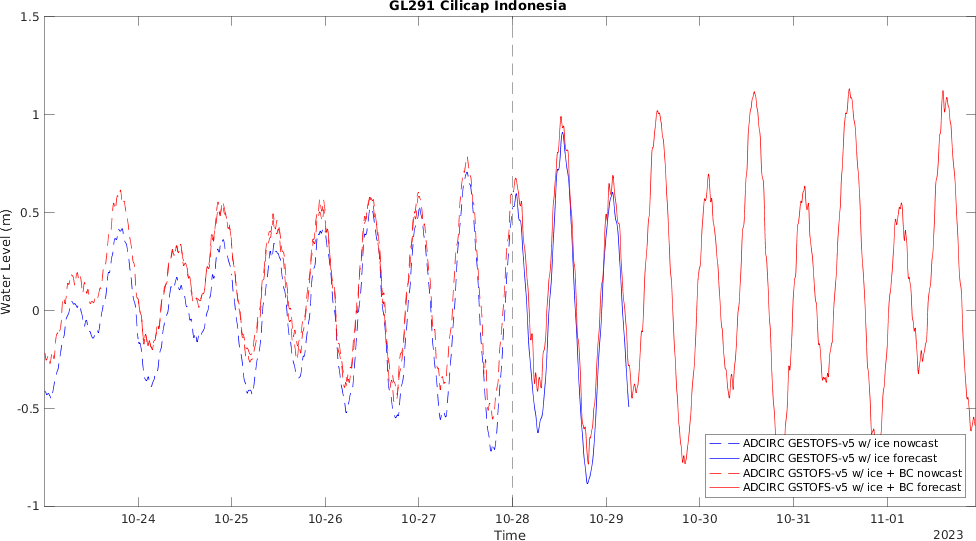 GL291 Cilicap Indonesia
1.5
1
0.5
0
-0.5
-1
Water Level (m)
ADCIRC GESTOFS-v5 w/ ice nowcast
ADCIRC GESTOFS-v5 w/ ice forecast
ADCIRC GSTOFS-v5 w/ ice + BC nowcast
ADCIRC GSTOFS-v5 w/ ice + BC forecast
10-24 10-25 10-26 10-27 10-28 10-29 10-30 10-31 11-01
Time
2023